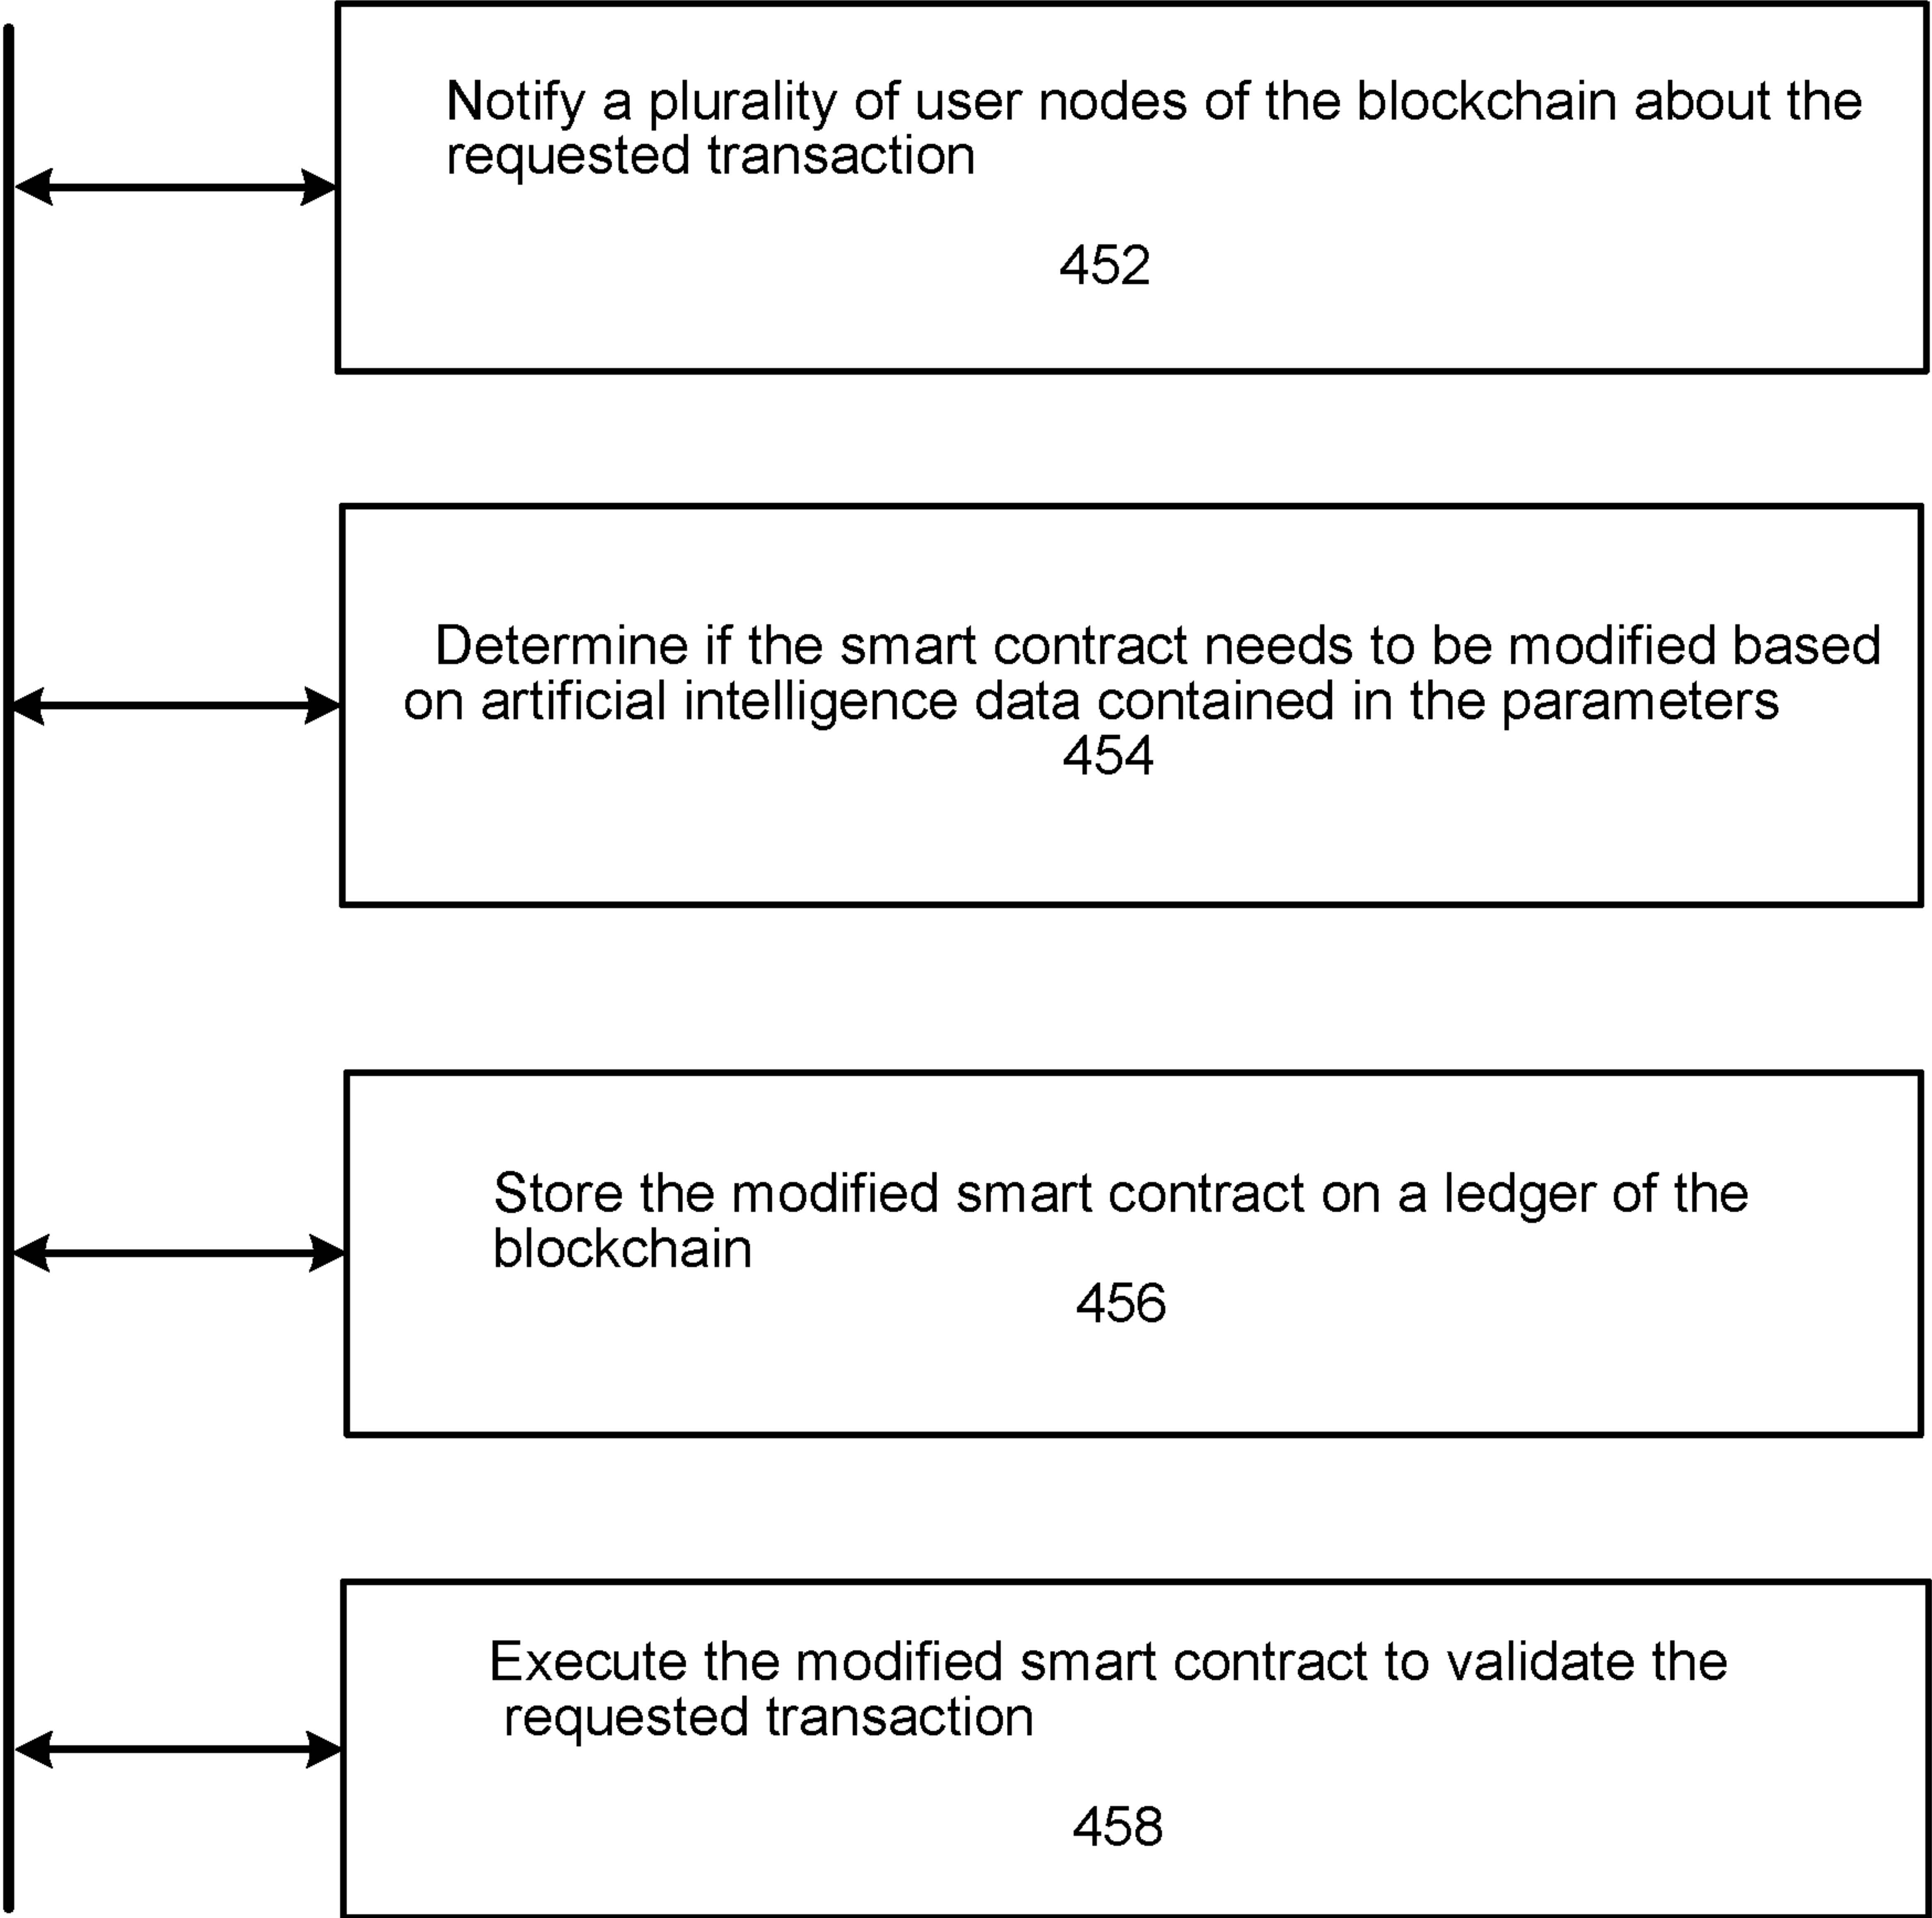 Notify a plurality of user nodes of the blockchain about the
requested transaction
452
Determine if the smart contract needs to be modified based
on artificial intelligence data contained in the parameters
454
Store the modified smart contract on a ledger of the
blockchain
456
Execute the modified smart contract to validate the
requested transaction
458